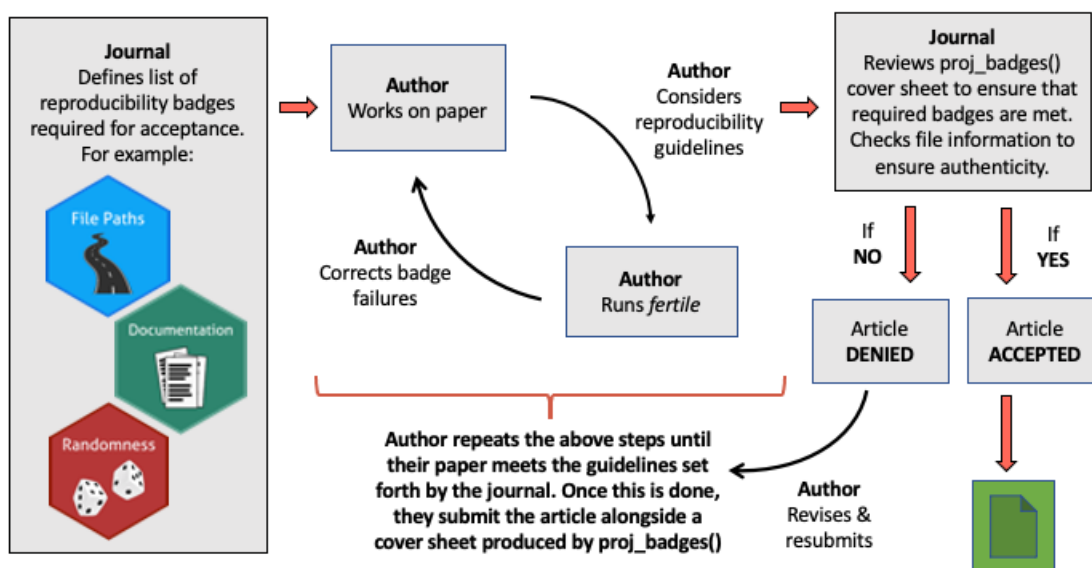 Journal
Defines list of
reproducibility badges
required for acceptance.
For example:
File Paths
Documentation
Randomness
Author
Works on paper
Author
Considers
reproducibility
guidelines
Author
Corrects badge
failures
Author
Runs fertile
Author repeats the above steps until
their paper meets the guidelines set
forth by the journal. Once this is done,
they submit the article alongside a
cover sheet produced by proj_badges()
Journal
Reviews proj_badges()
cover sheet to ensure that
required badges are met.
Checks file information to
ensure authenticity.
If
NO
If
YES
Article
DENIED
Article
ACCEPTED
Author
Revises &
resubmits